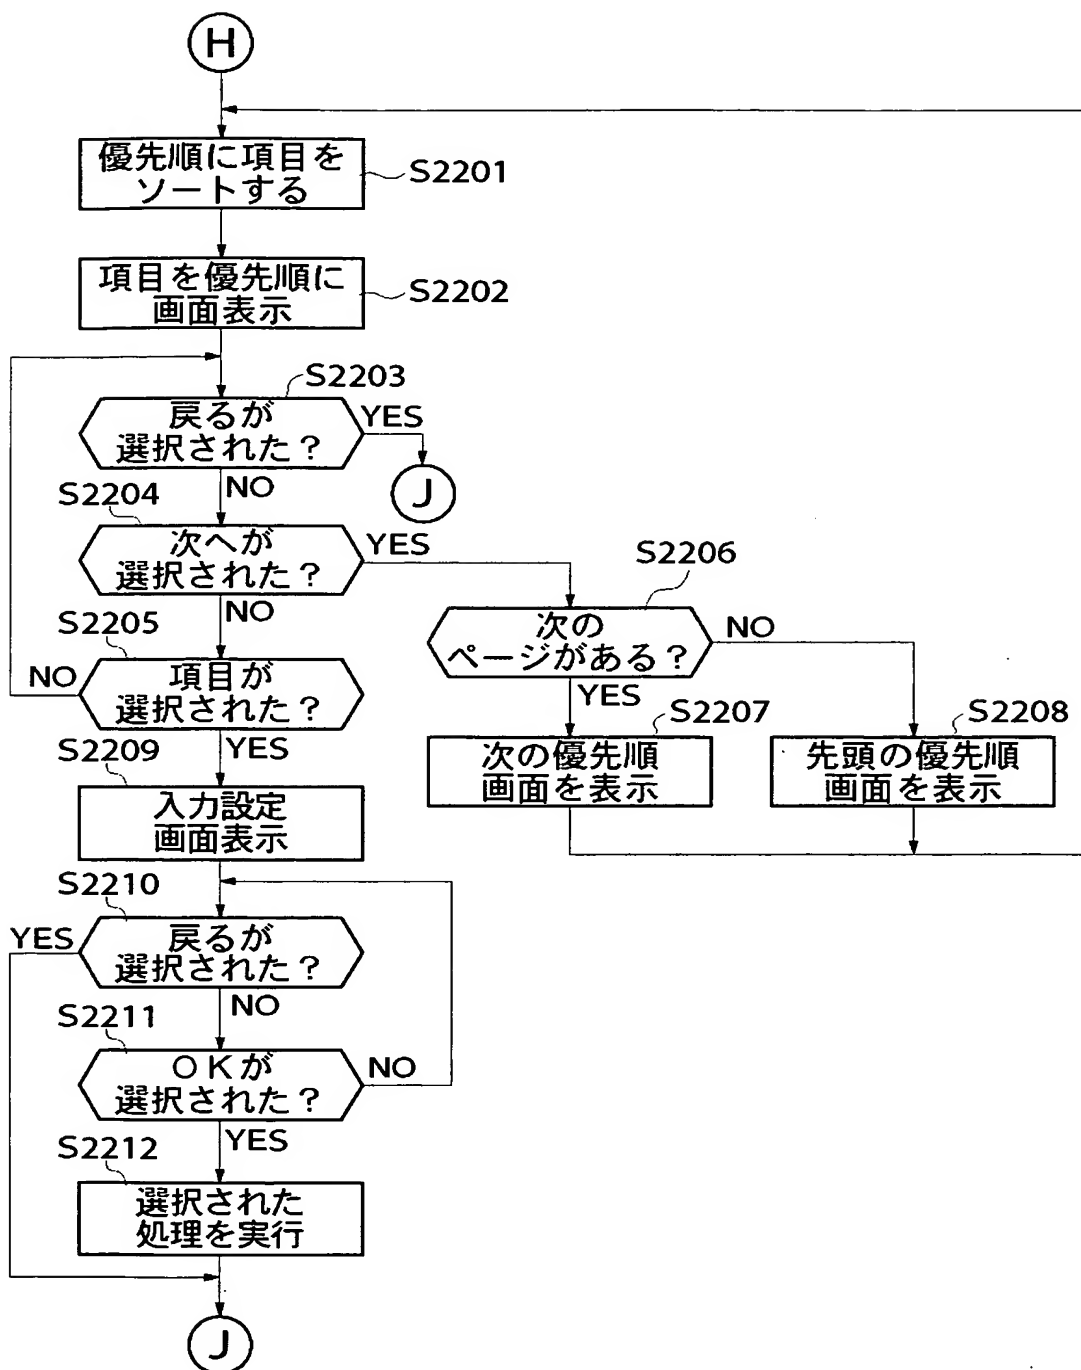 H
優先順に項目を
ソートする
S2201
項目を優先順に
画面表示
S2202
S2203
戻るが
選択された？
YES
J
NO
S2204
次へが
選択された？
YES
NO
S2206
次の
ページがある？
NO
YES
S2205
項目が
選択された？
NO
YES
S2207
次の優先順
画面を表示
S2208
先頭の優先順
画面を表示
S2209
入力設定
画面表示
S2210
戻るが
選択された？
YES
NO
S2211
ＯＫが
選択された？
NO
YES
S2212
選択された
処理を実行
J